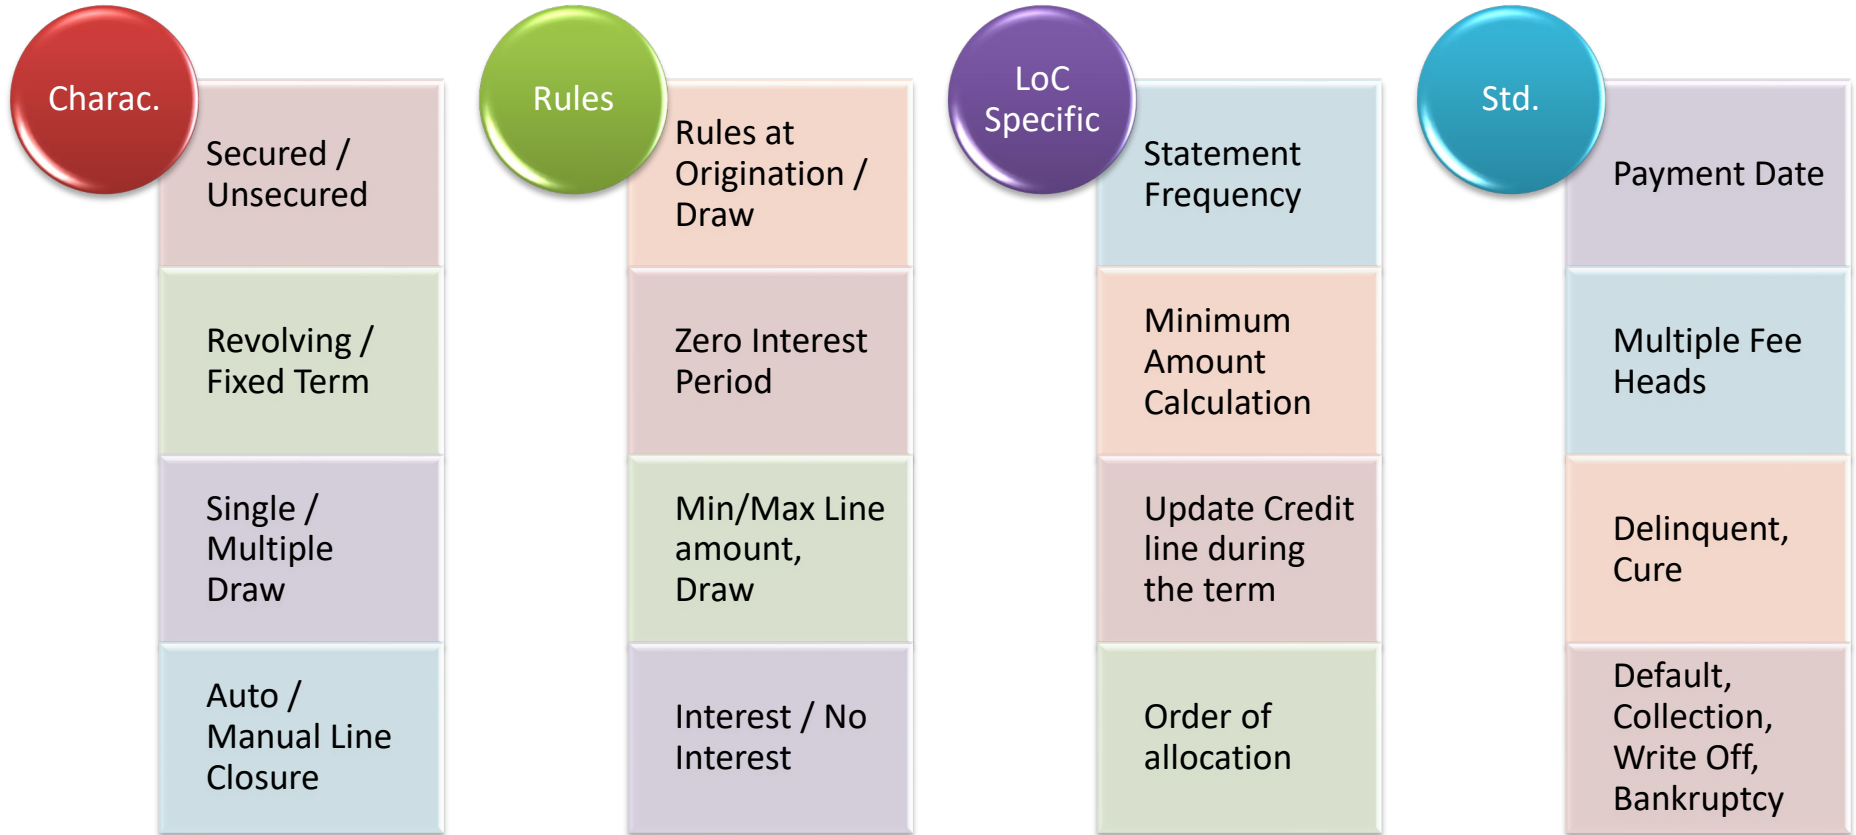 Charac.
Secured /
Unsecured
Revolving /
Fixed Term
Single /
Multiple
Draw
Auto /
Manual Line
Closure
Rules
Rules at
Origination /
Draw
Zero Interest
Period
Min/Max Line
amount,
Draw
Interest / No
Interest
LoC
Specific
Statement
Frequency
Minimum
Amount
Calculation
Update Credit
line during
the term
Order of
allocation
Std.
Payment Date
Multiple Fee
Heads
Delinquent,
Cure
Default,
Collection,
Write Off,
Bankruptcy